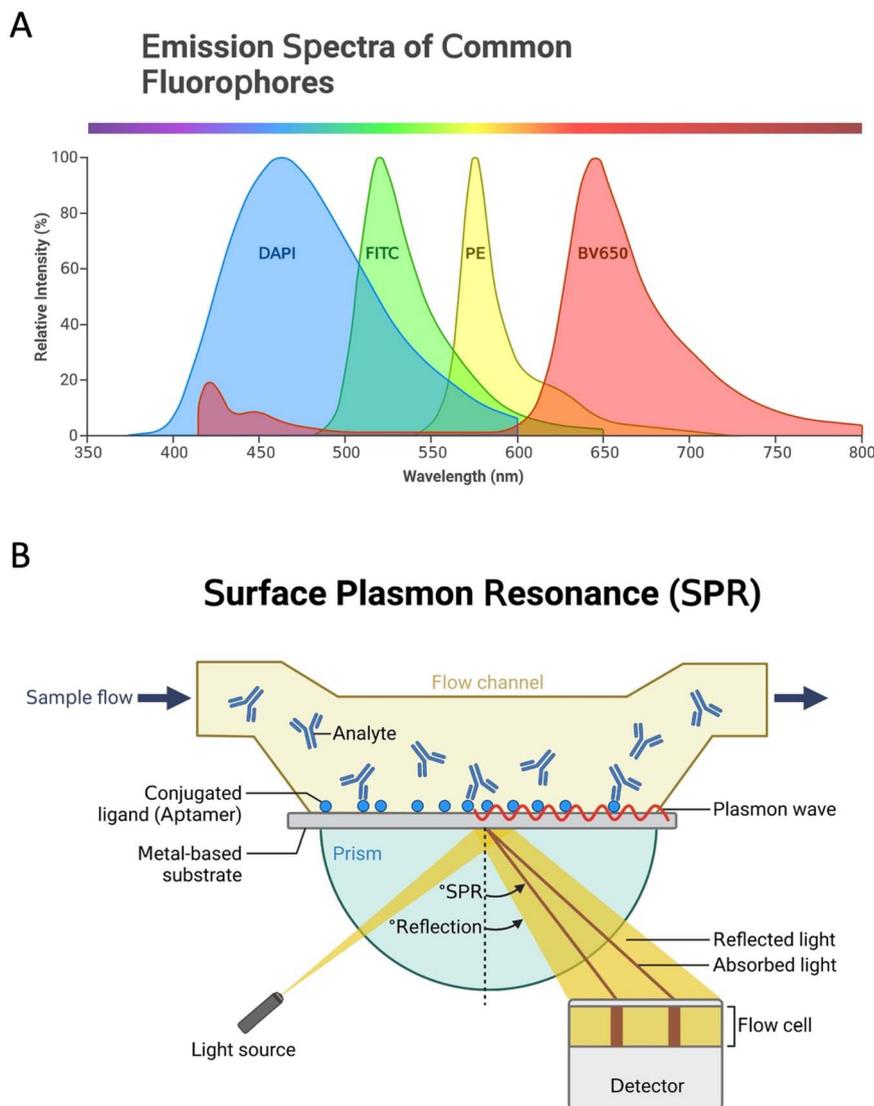 A
Emission Spectra of Common
Fluorophores
100
80
60
40
20
0
Relative Intensity (%)
DAPI
FITC
PE
BV650
350
400
450
500
550
600
650
700
750
800
Wavelength (nm)
B
Surface Plasmon Resonance (SPR)
Flow channel
Sample flow
Analyte
Conjugated
ligand (Aptamer)
Plasmon wave
Metal-based
substrate
Prism
°SPR
°Reflection
Reflected light
Absorbed light
Flow cell
Light source
Detector